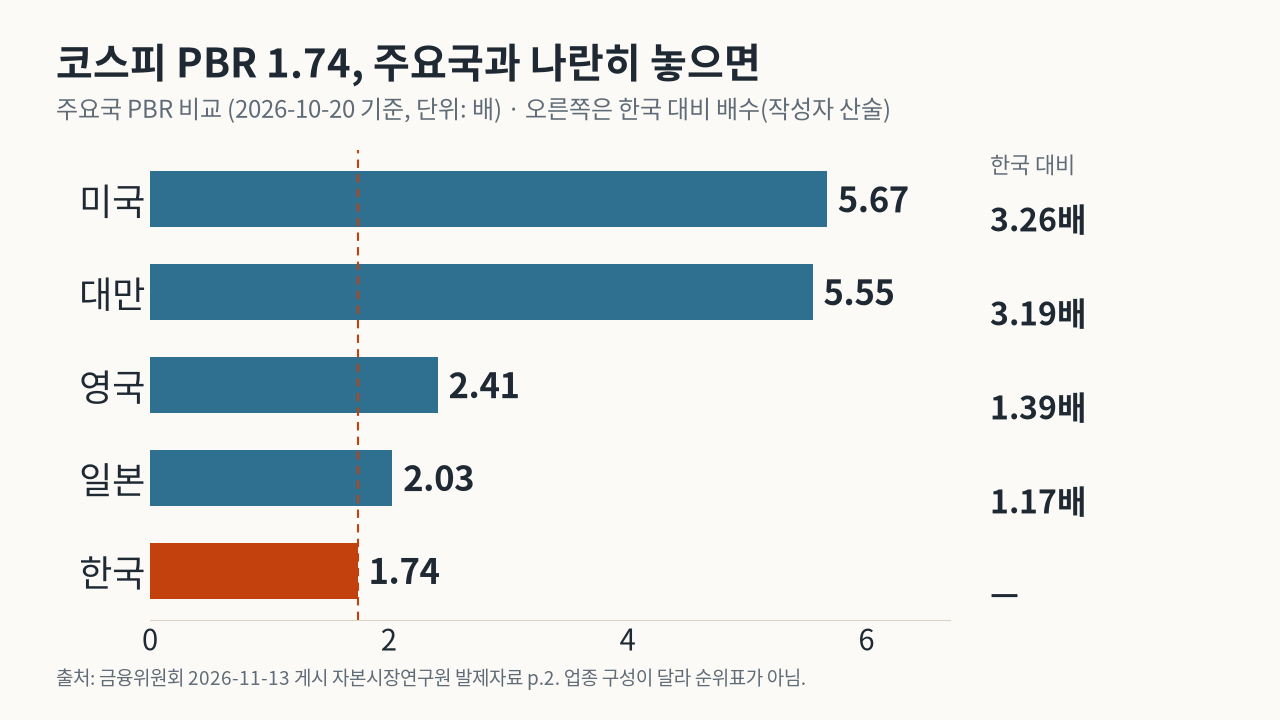 코스피 PBR 1.74, 주요국과 나란히 놓으면
주요국 PBR 비교 (2026-10-20 기준, 단위: 배) · 오른쪽은 한국 대비 배수(작성자 산술)
한국 대비
미국 5.67 3.26배
대만 5.55 3.19배
영국 2.41 1.39배
일본 2.03 1.17배
한국 1.74 —
0 2 4 6
출처: 금융위원회 2026-11-13 게시 자본시장연구원 발제자료 p.2. 업종 구성이 달라 순위표가 아님.